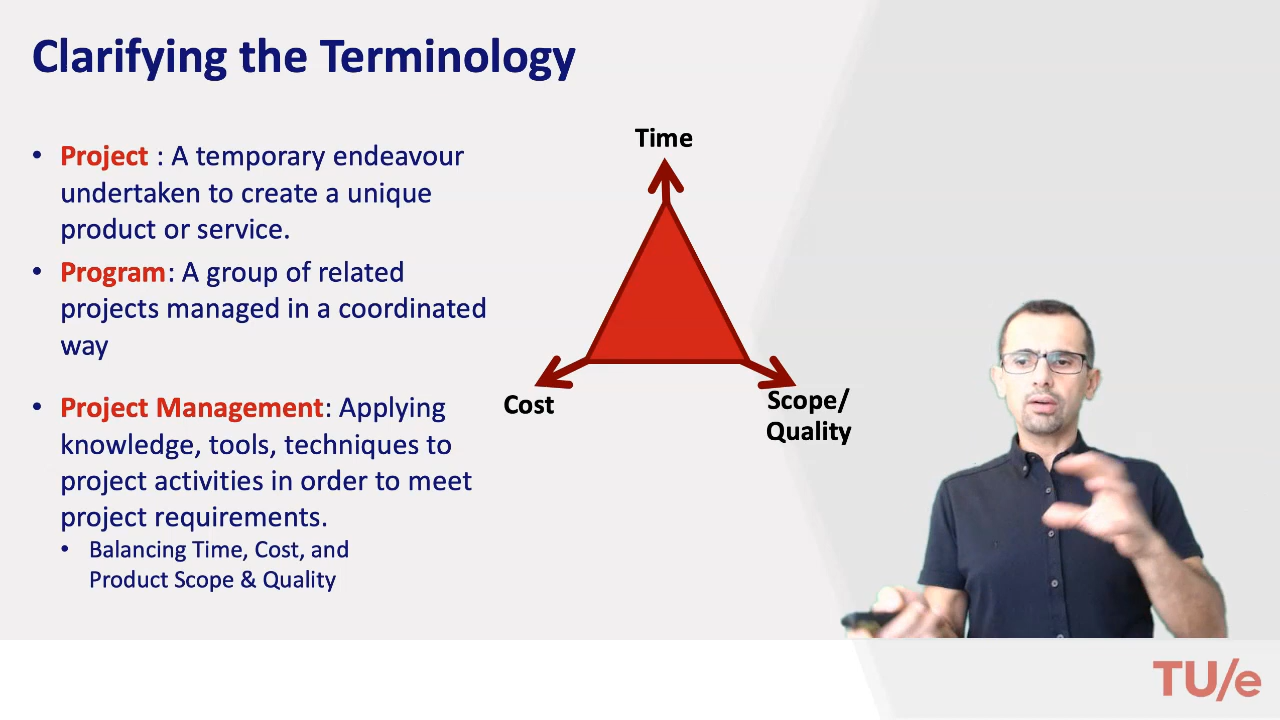 Clarifying the Terminology
• Project : A temporary endeavour
undertaken to create a unique
product or service.
• Program: A group of related
projects managed in a coordinated
way
• Project Management: Applying
knowledge, tools, techniques to
project activities in order to meet
project requirements.
• Balancing Time, Cost, and
Product Scope & Quality
Time
Cost
Scope/
Quality
TU/e